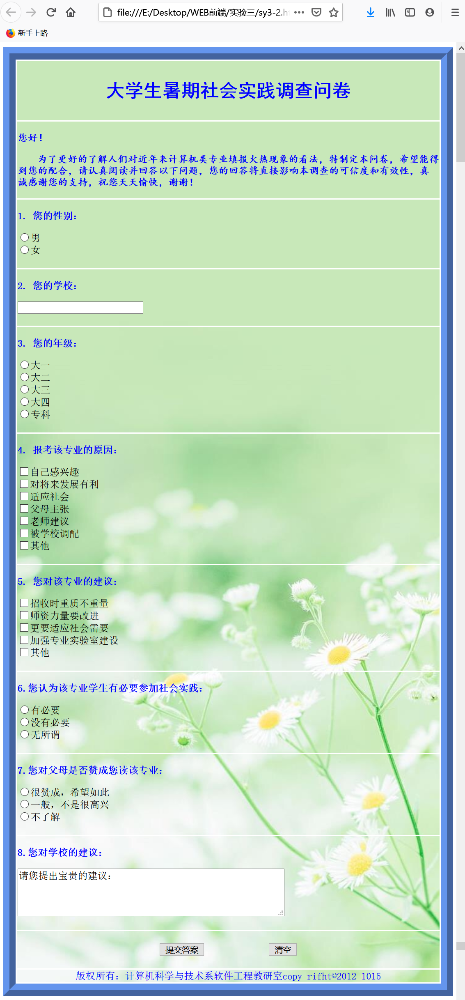 file:///E:/Desktop/WEB前端/实验三/sy3-2.ht
新手上路
大学生暑期社会实践调查问卷
您好！
为了更好的了解人们对近年来计算机类专业填报火热现象的看法，特制定本问卷，希望能得
到您的配合，请认真阅读并回答以下问题，您的回答将直接影响本调查的可信度和有效性，真
诚感谢您的支持，祝您天天愉快，谢谢！
1. 您的性别：
男
女
2. 您的学校：
3. 您的年级：
大一
大二
大三
大四
专科
4. 报考该专业的原因：
自己感兴趣
对将来发展有利
适应社会
父母主张
老师建议
被学校调配
其他
5. 您对该专业的建议：
招收时重质不重量
师资力量要改进
更要适应社会需要
加强专业实验室建设
其他
6.您认为该专业学生有必要参加社会实践：
有必要
没有必要
无所谓
7.您对父母是否赞成您读该专业：
很赞成，希望如此
一般，不是很高兴
不了解
8.您对学校的建议：
请您提出宝贵的建议：
提交答案 清空
版权所有：计算机科学与技术系软件工程教研室copy rifht©2012-1015